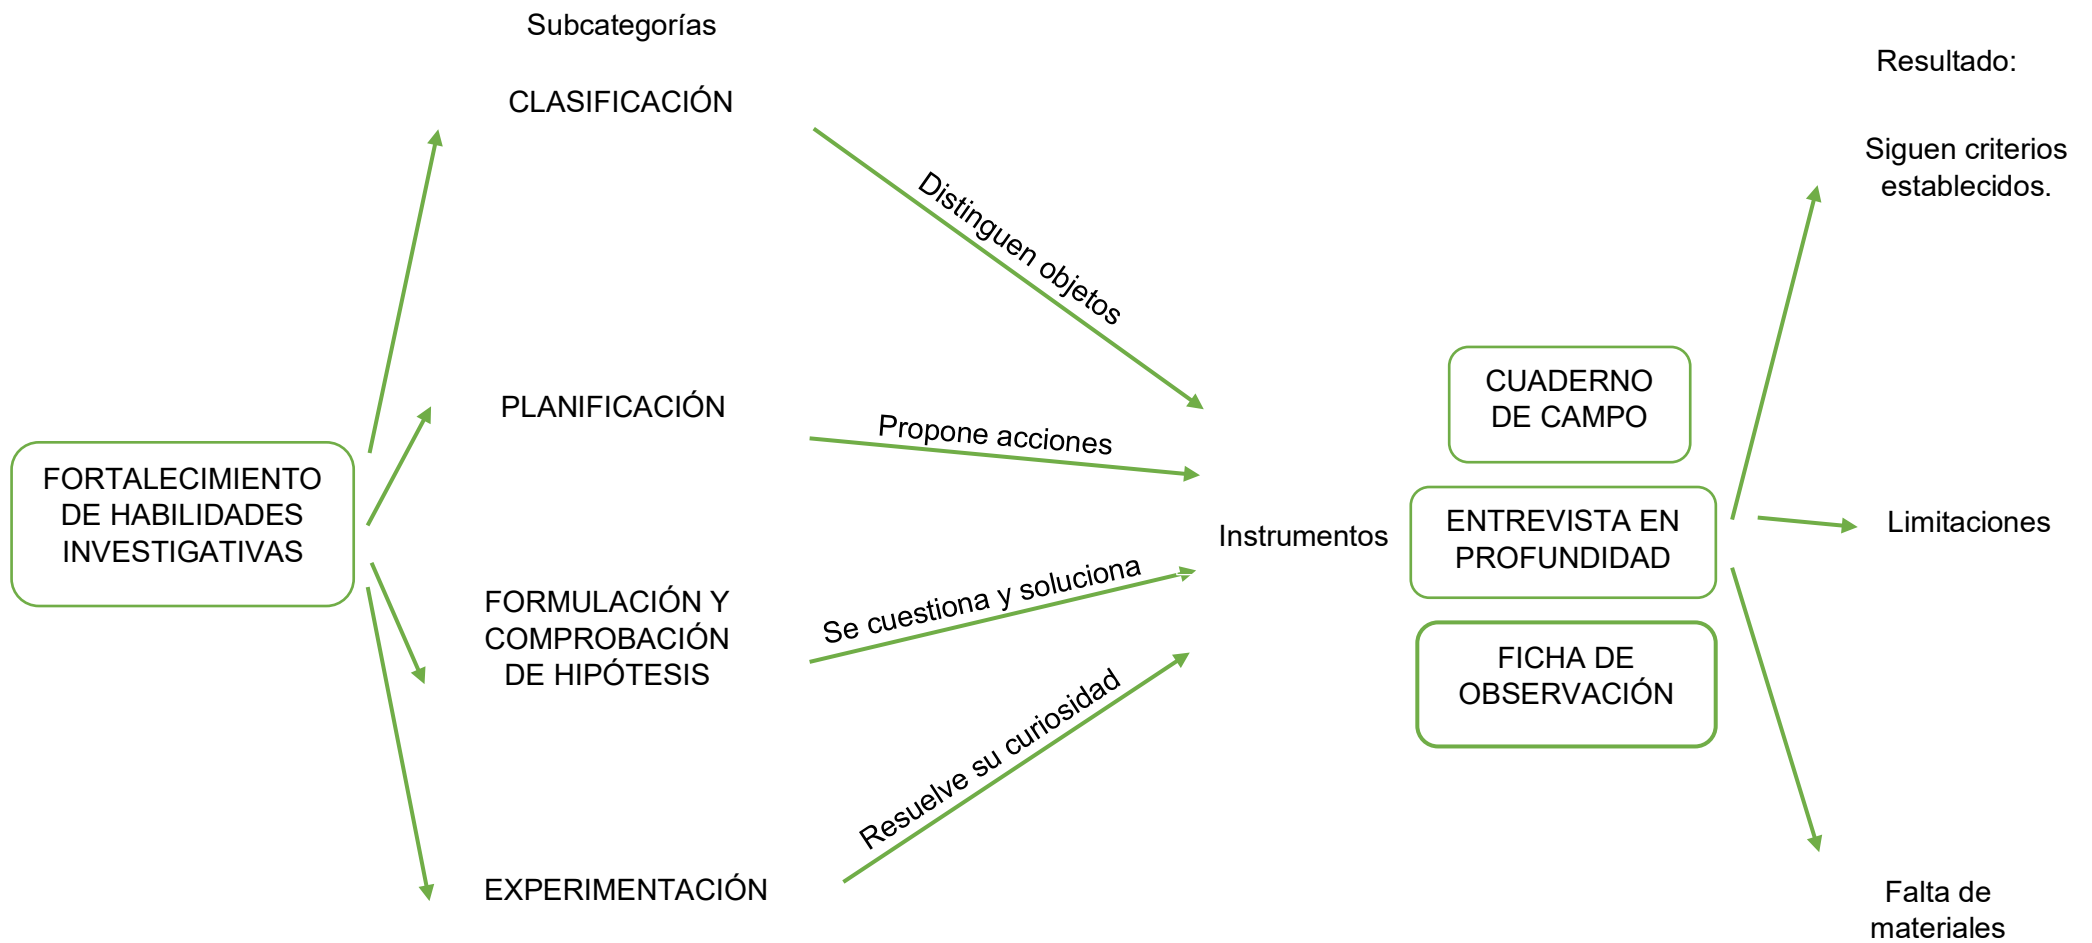 Subcategorías
CLASIFICACIÓN
PLANIFICACIÓN
FORMULACIÓN Y
COMPROBACIÓN
DE HIPÓTESIS
EXPERIMENTACIÓN
FORTALECIMIENTO
DE HABILIDADES
INVESTIGATIVAS
Distinguen objetos
Propone acciones
Se cuestiona y soluciona
Resuelve su curiosidad
Instrumentos
CUADERNO
DE CAMPO
ENTREVISTA EN
PROFUNDIDAD
FICHA DE
OBSERVACIÓN
Resultado:
Siguen criterios
establecidos.
Limitaciones
Falta de
materiales